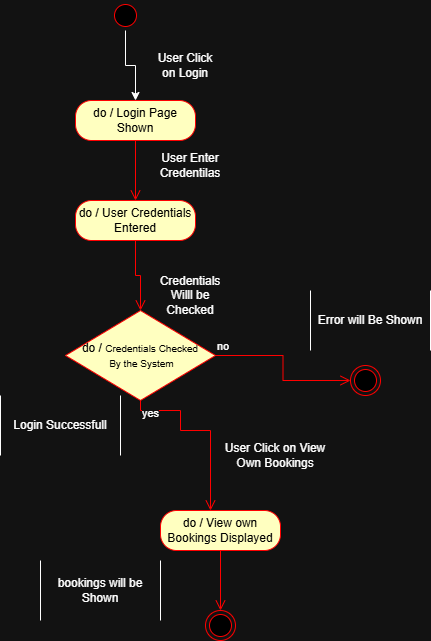 User Click
on Login
do / Login Page
Shown
User Enter
Credentilas
do / User Credentials
Entered
Credentials
Willl be
Checked
Error will Be Shown
do / Credentials Checked
By the System
no
yes
Login Successfull
User Click on View
Own Bookings
do / View own
Bookings Displayed
bookings will be
Shown